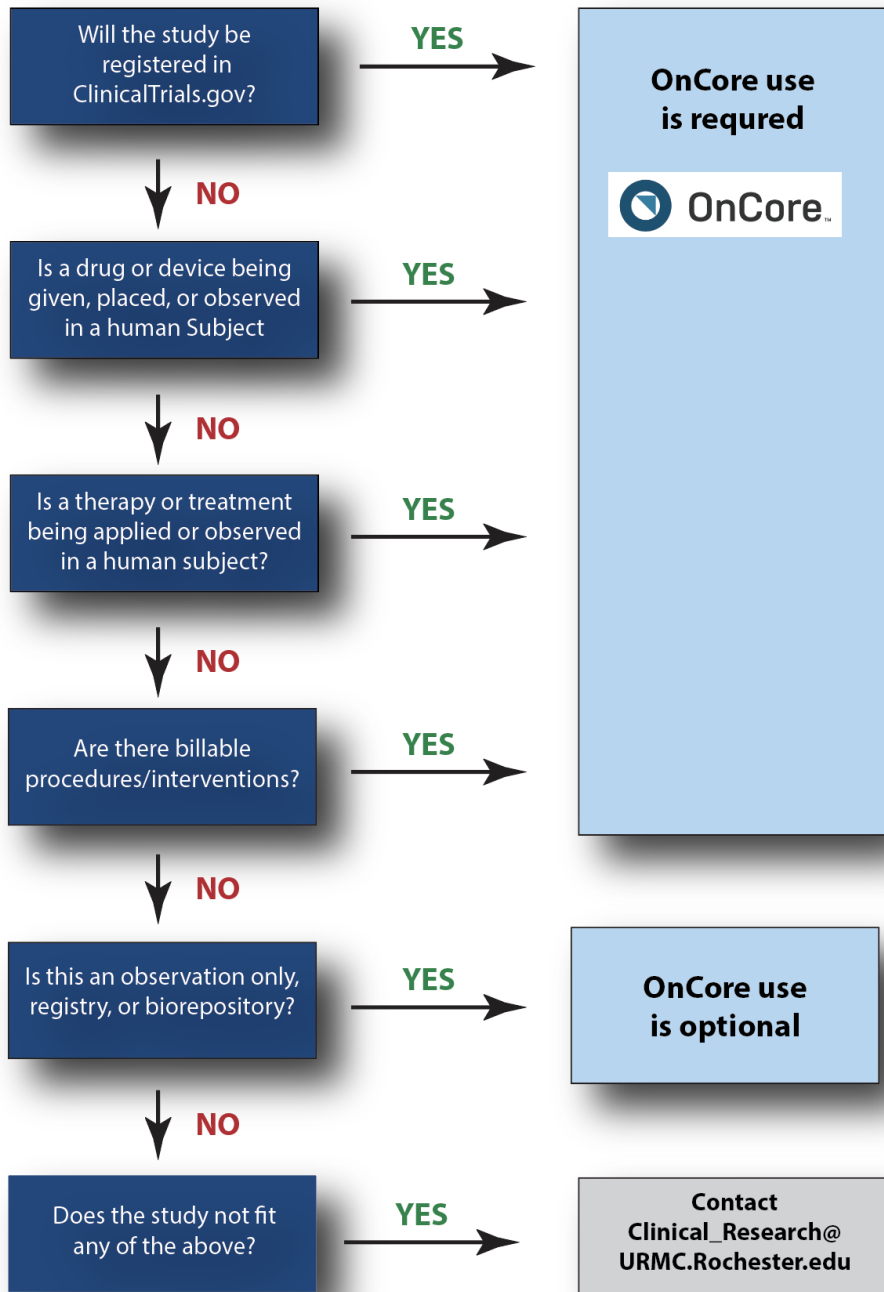 Will the study be
registered in
ClinicalTrials.gov?
YES
OnCore use
is requred
OnCore™
NO
Is a drug or device being
given, placed, or observed
in a human Subject
YES
NO
Is a therapy or treatment
being applied or observed
in a human subject?
YES
NO
Are there billable
procedures/interventions?
YES
NO
Is this an observation only,
registry, or biorepository?
YES
OnCore use
is optional
NO
Does the study not fit
any of the above?
YES
Contact
Clinical_Research@
URMC.Rochester.edu